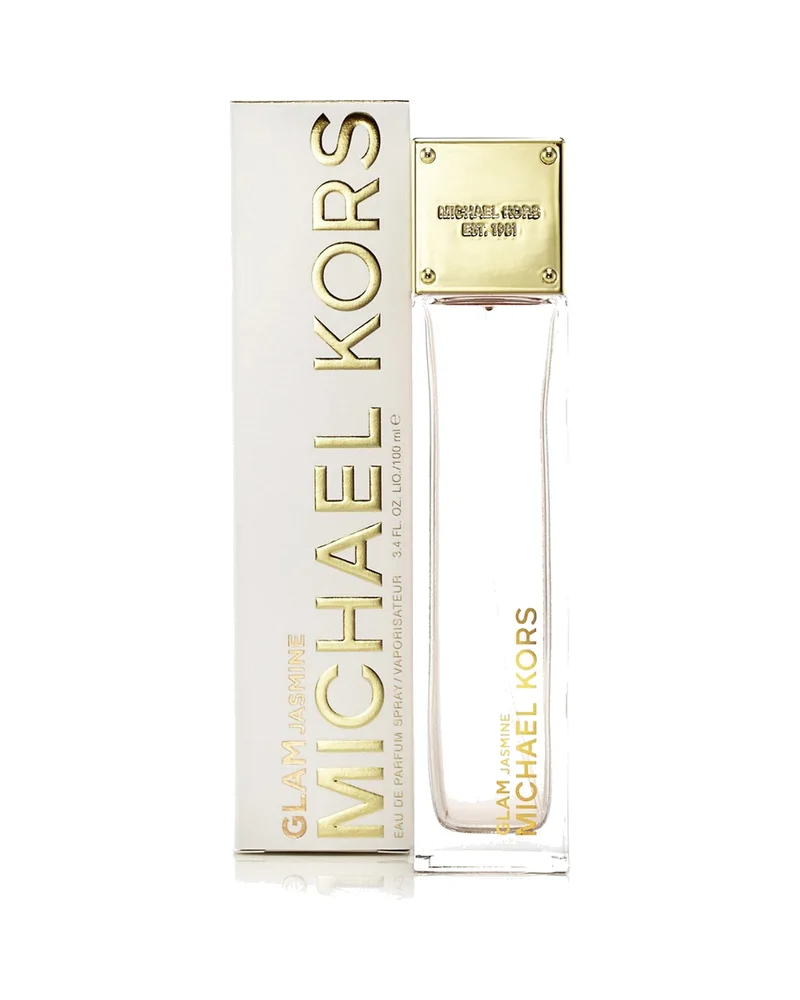 GLAM JASMINE
MICHAEL KORS
EAU DE PARFUM SPRAY / VAPORISATEUR 3.4 FL. OZ. LIQ./100 ml ℮
MICHAEL KORS
EST. 1981
GLAM JASMINE
MICHAEL KORS